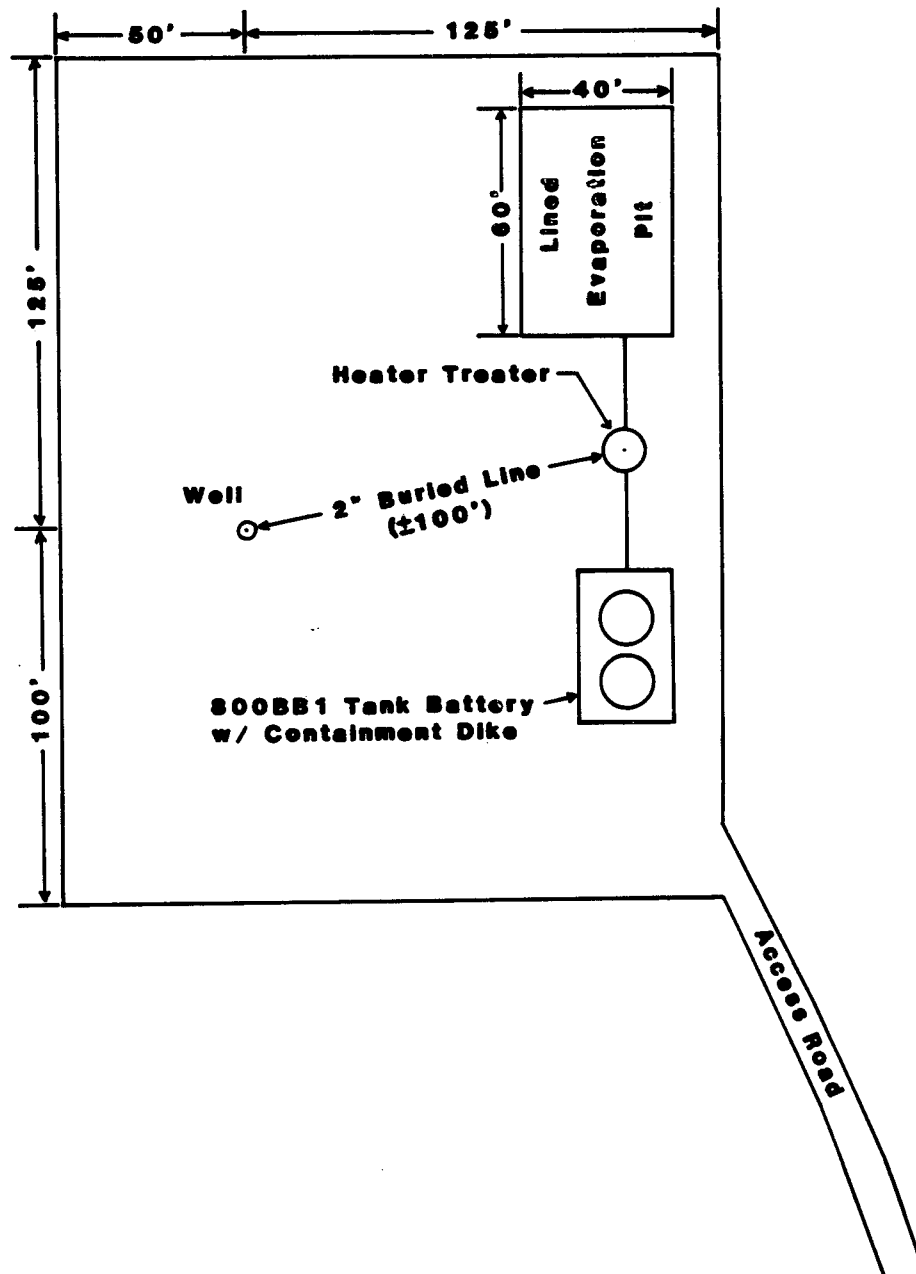 50'
125'
40'
60'
Lined
Evaporation
Pit
125'
Heater Treater
2" Buried Line
(±100')
Well
100'
800BB1 Tank Battery
w/ Containment Dike
Access Road